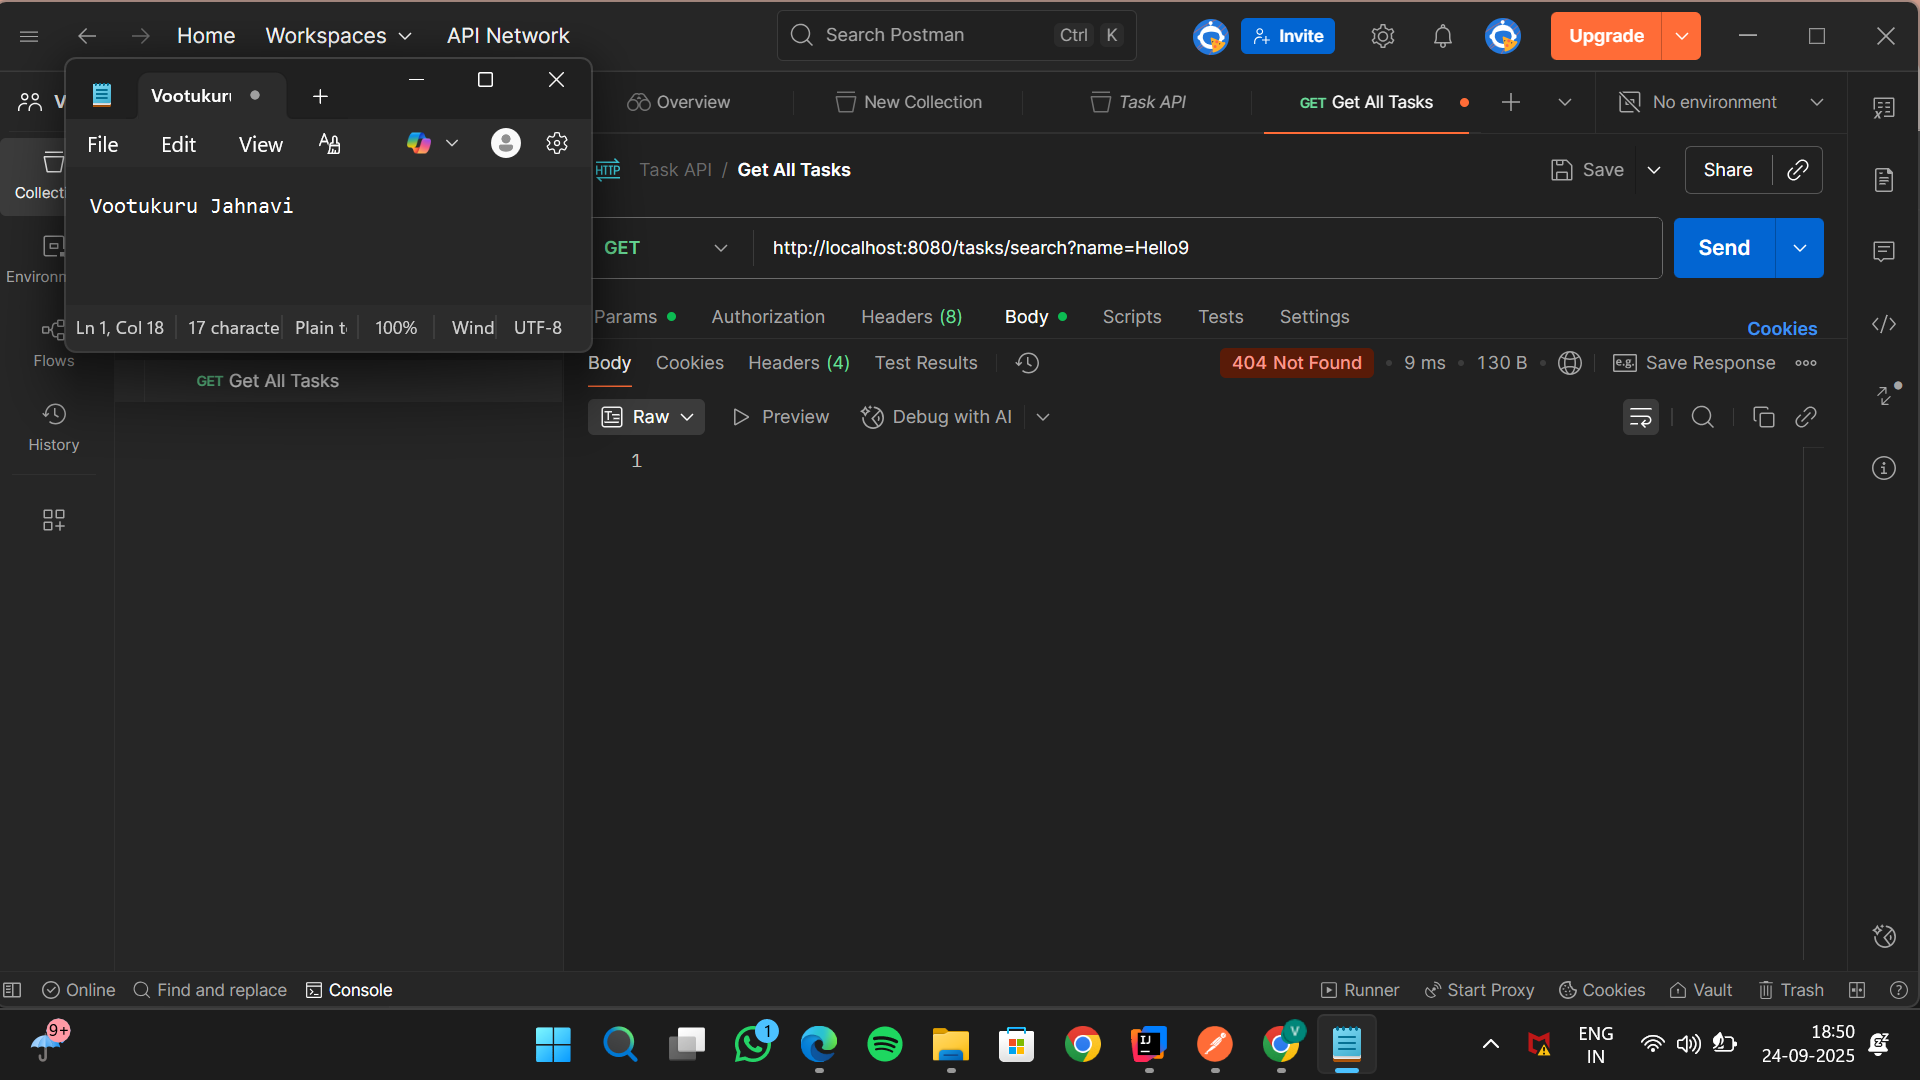 Home
Workspaces
API Network
Search Postman
Ctrl
K
Invite
Upgrade
V
Vootukuru
File
Edit
View
Vootukuru Jahnavi
Ln 1, Col 18
17 characte
Plain t
100%
Wind
UTF-8
Overview
New Collection
Task API
GET Get All Tasks
No environment
HTTP
Task API / Get All Tasks
Save
Share
GET
http://localhost:8080/tasks/search?name=Hello9
Send
Params
Authorization
Headers (8)
Body
Scripts
Tests
Settings
Cookies
Body
Cookies
Headers (4)
Test Results
404 Not Found
9 ms
130 B
e.g.
Save Response
Raw
Preview
Debug with AI
1
Collecti
Environm
Flows
History
GET Get All Tasks
Online
Find and replace
Console
Runner
Start Proxy
Cookies
Vault
Trash
9+
1
IJ
V
ENG
IN
18:50
24-09-2025